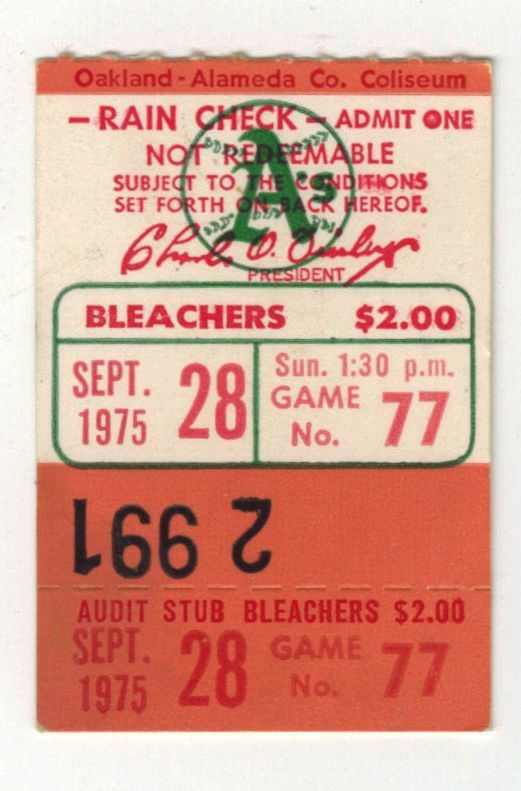 Oakland - Alameda Co. Coliseum
– RAIN CHECK – ADMIT ONE
NOT REDEEMABLE
A's
SUBJECT TO THE CONDITIONS
SET FORTH ON BACK HEREOF.
Charles O. Finley
PRESIDENT
BLEACHERS $2.00
SEPT. 28 1975
Sun. 1:30 p.m.
GAME No. 77
2 991
AUDIT STUB BLEACHERS $2.00
SEPT. 28 1975
GAME No. 77